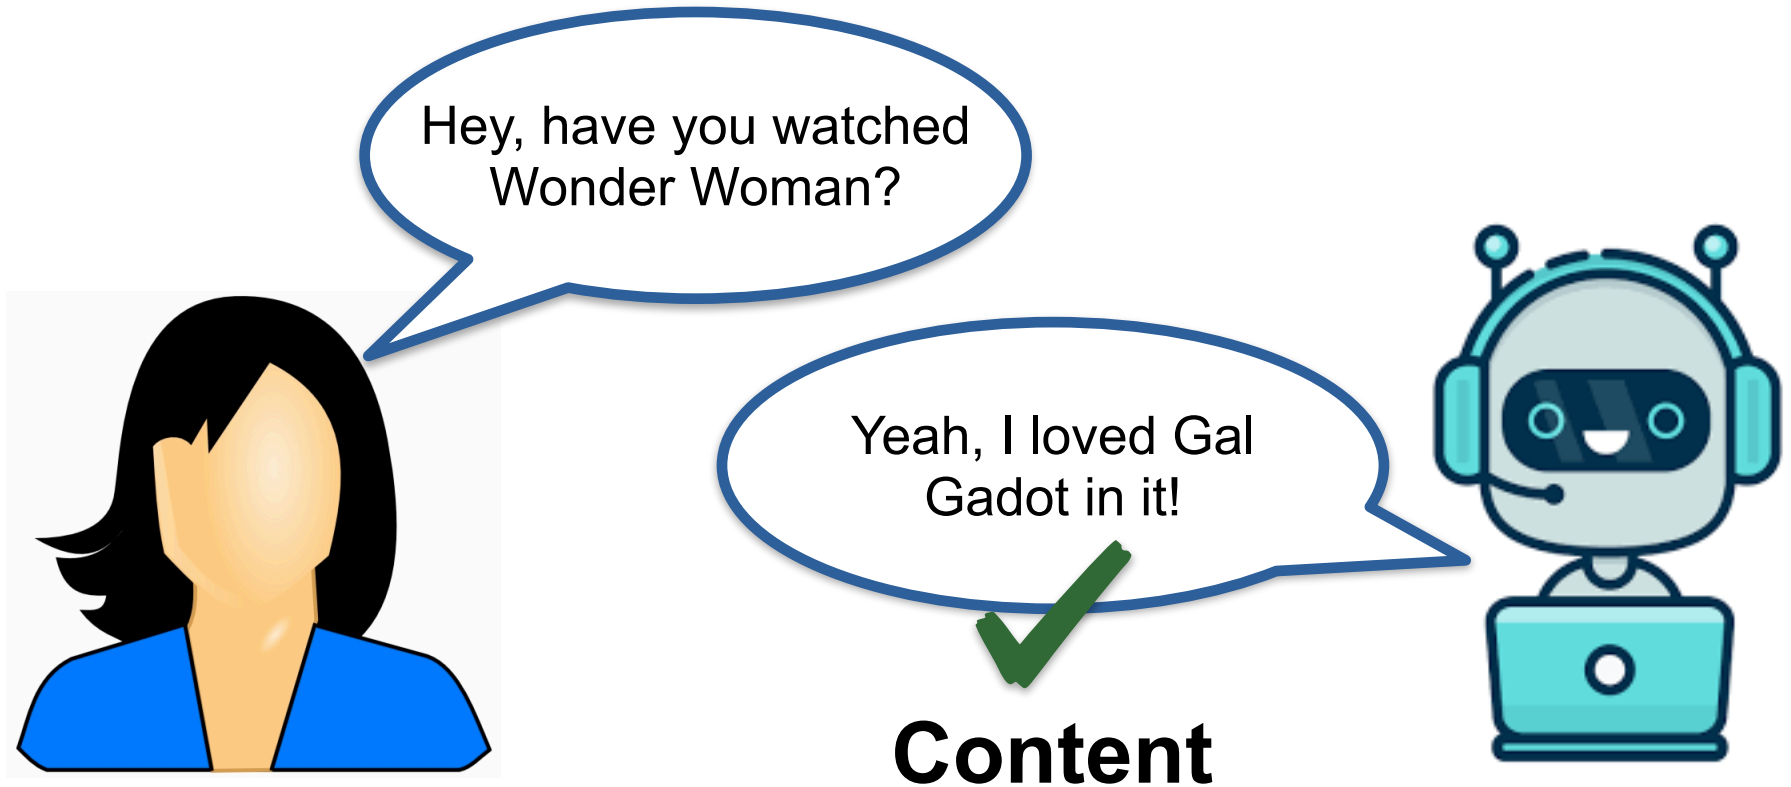 Hey, have you watched
Wonder Woman?
Yeah, I loved Gal
Gadot in it!
Content